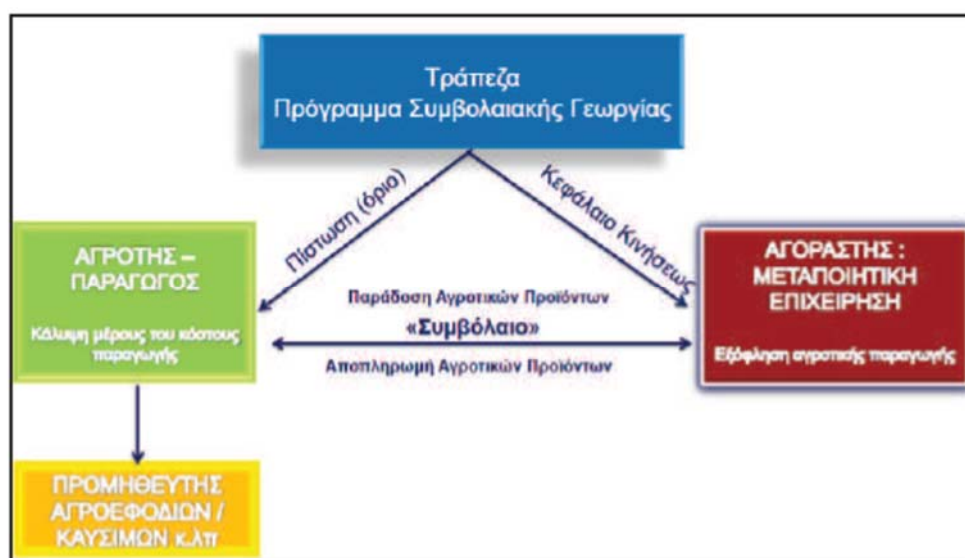 Τράπεζα
Πρόγραμμα Συμβολαιακής Γεωργίας
Πίστωση (όριο)
Κεφάλαιο Κινήσεως
ΑΓΡΟΤΗΣ –
ΠΑΡΑΓΩΓΟΣ
Κάλυψη μέρους του κόστους
παραγωγής
Παράδοση Αγροτικών Προϊόντων
«Συμβόλαιο»
Αποπληρωμή Αγροτικών Προϊόντων
ΑΓΟΡΑΣΤΗΣ :
ΜΕΤΑΠΟΙΗΤΙΚΗ
ΕΠΙΧΕΙΡΗΣΗ
Εξόφληση αγροτικής παραγωγής
ΠΡΟΜΗΘΕΥΤΗΣ
ΑΓΡΟΕΦΟΔΙΩΝ /
ΚΑΥΣΙΜΩΝ κ.λπ